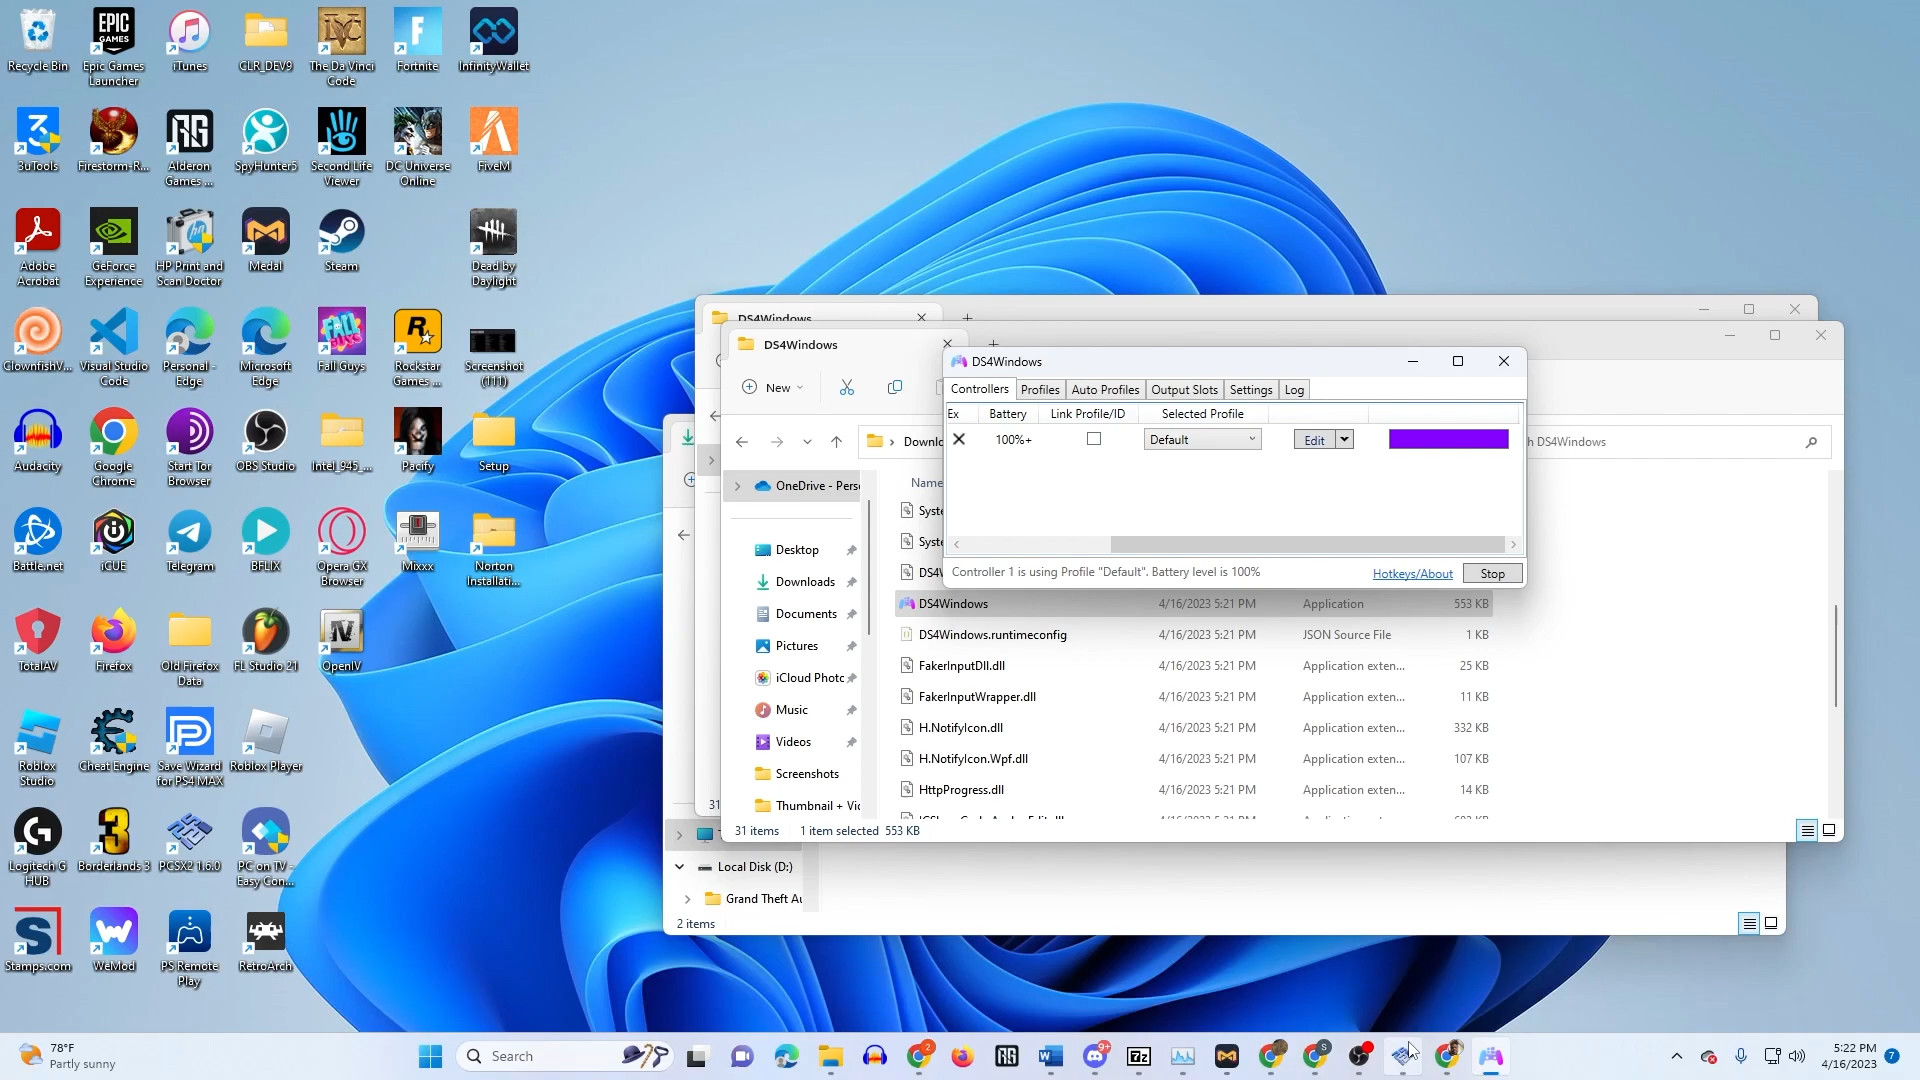 Recycle Bin
Epic Games
Launcher
iTunes
CLR_DEV9
The Da Vinci
Code
Fortnite
InfinityWallet
3uTools
Firestorm-R...
Alderon
Games ...
SpyHunter5
Second Life
Viewer
DC Universe
Online
FiveM
Adobe
Acrobat
GeForce
Experience
HP Print and
Scan Doctor
Medal
Steam
Dead by
Daylight
ClownfishV...
Visual Studio
Code
Personal -
Edge
Microsoft
Edge
Fall Guys
Rockstar
Games ...
Screenshot
(111)
Audacity
Google
Chrome
Start Tor
Browser
OBS Studio
Intel_945_...
Pacify
Setup
Battle.net
iCUE
Telegram
BFLIX
Opera GX
Browser
Mixxx
Norton
Installati...
TotalAV
Firefox
Old Firefox
Data
FL Studio 21
OpenIV
Roblox
Studio
Cheat Engine
Save Wizard
for PS4 MAX
Roblox Player
Logitech G
HUB
Borderlands 3
PCSX2 1.6.0
PC on TV -
Easy Con...
Stamps.com
WeMod
PS Remote
Play
RetroArch
DS4Windows
DS4Windows
New
Downlo
h DS4Windows
OneDrive - Perso
Desktop
Downloads
Documents
Pictures
iCloud Photo
Music
Videos
Screenshots
Thumbnail + Vid
Name
Syste
Syste
DS4W
DS4Windows 4/16/2023 5:21 PM Application 553 KB
DS4Windows.runtimeconfig 4/16/2023 5:21 PM JSON Source File 1 KB
FakerInputDll.dll 4/16/2023 5:21 PM Application exten... 25 KB
FakerInputWrapper.dll 4/16/2023 5:21 PM Application exten... 11 KB
H.NotifyIcon.dll 4/16/2023 5:21 PM Application exten... 332 KB
H.NotifyIcon.Wpf.dll 4/16/2023 5:21 PM Application exten... 107 KB
HttpProgress.dll 4/16/2023 5:21 PM Application exten... 14 KB
31 items 1 item selected 553 KB
31
Local Disk (D:)
Grand Theft Au
2 items
DS4Windows
Controllers Profiles Auto Profiles Output Slots Settings Log
Ex Battery Link Profile/ID Selected Profile
100%+ Default Edit
Controller 1 is using Profile "Default". Battery level is 100%
Hotkeys/About
Stop
78°F
Partly sunny
Search
5:22 PM
4/16/2023
7